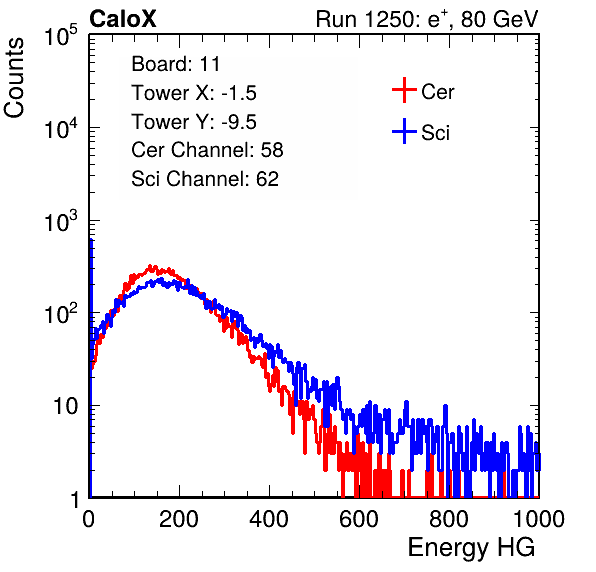 CaloX Run 1250: e⁺, 80 GeV
Counts
10⁵
10⁴
10³
10²
10
1
Board: 11
Tower X: -1.5
Tower Y: -9.5
Cer Channel: 58
Sci Channel: 62
Cer
Sci
0 200 400 600 800 1000
Energy HG